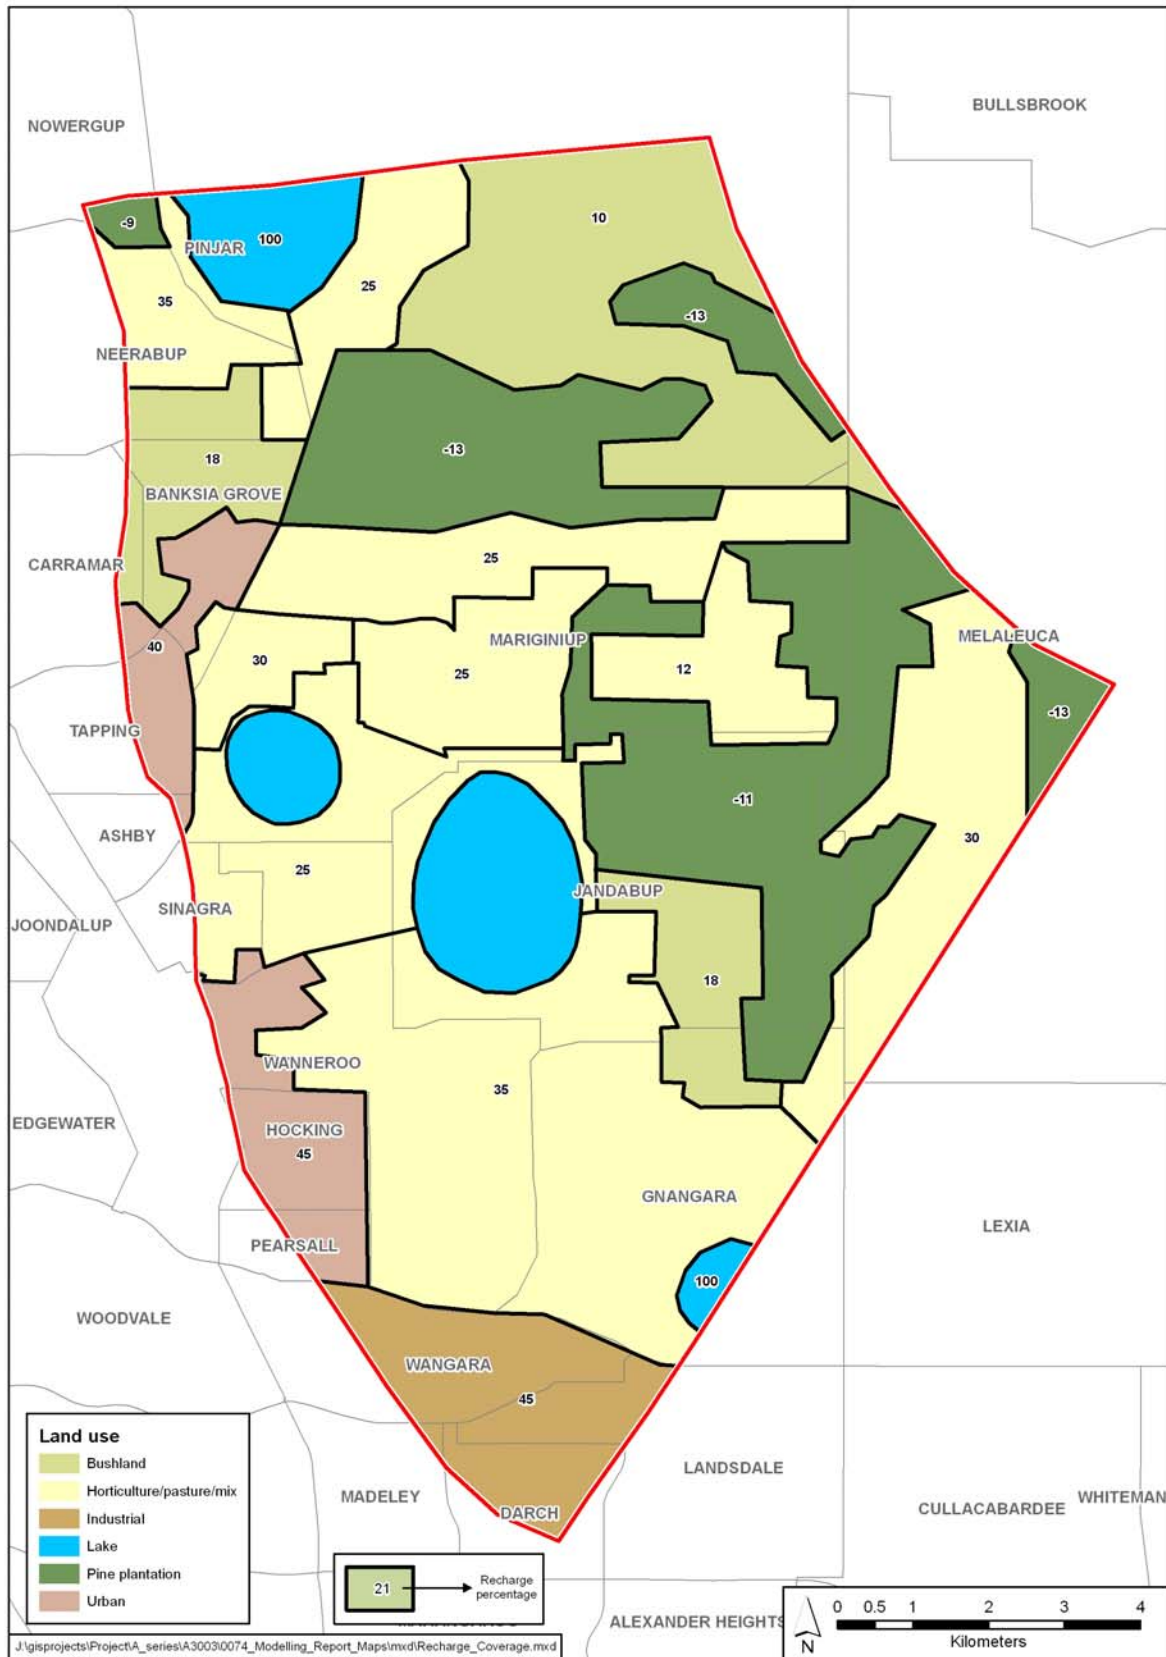 BULLSBROOK
NOWERGUP
10
-9
100
PINJAR
25
35
-13
NEERABUP
-13
18
BANKSIA GROVE
CARRAMAR
25
MELALEUCA
MARIGINIUP
40
30
25
12
-13
TAPPING
-11
ASHBY
30
25
JANDABUP
SINAGRA
JOONDALUP
18
WANNEROO
35
EDGEWATER
HOCKING
45
GNANGARA
LEXIA
PEARSALL
100
WOODVALE
WANGARA
45
LANDSDALE
MADELEY
WHITEMAN
CULLACABARDEE
DARCH
ALEXANDER HEIGHTS
Land use
Bushland
Horticulture/pasture/mix
Industrial
Lake
Pine plantation
Urban
21
Recharge
percentage
0 0.5 1 2 3 4
Kilometers
N
J:\gisprojects\Project\A_series\A3003\0074_Modelling_Report_Maps\mxd\Recharge_Coverage.mxd